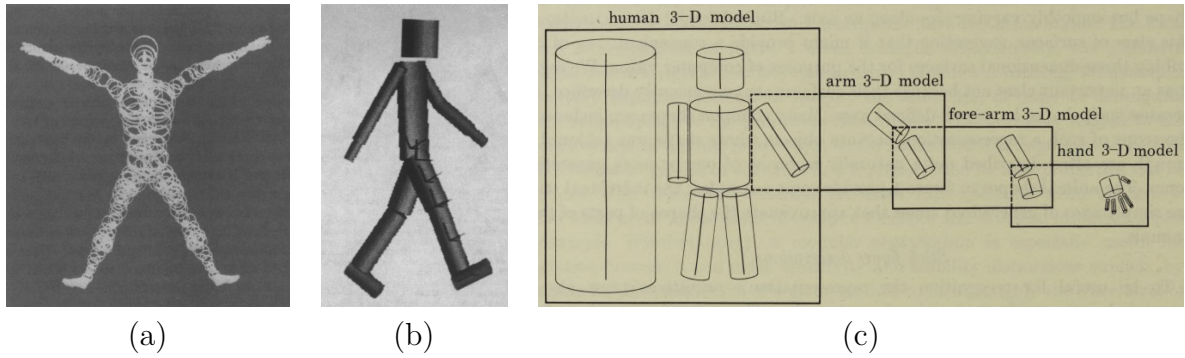 human 3-D model
arm 3-D model
fore-arm 3-D model
hand 3-D model
(a)
(b)
(c)